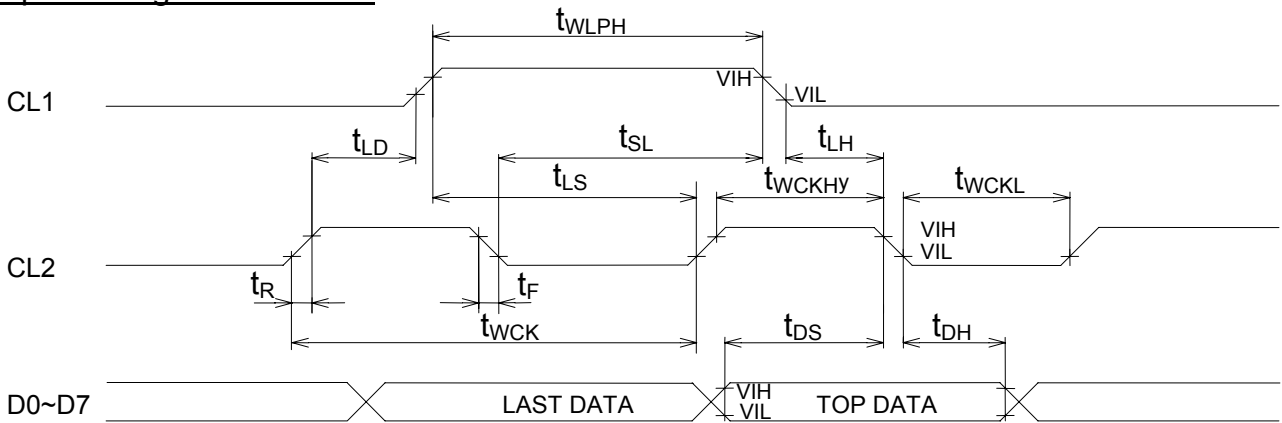 tWLPH
CL1
VIH
VIL
tLD
tSL
tLH
tLS
tWCKHy
tWCKL
CL2
VIH
VIL
tR
tF
tWCK
tDS
tDH
D0~D7
LAST DATA
VIH
VIL
TOP DATA